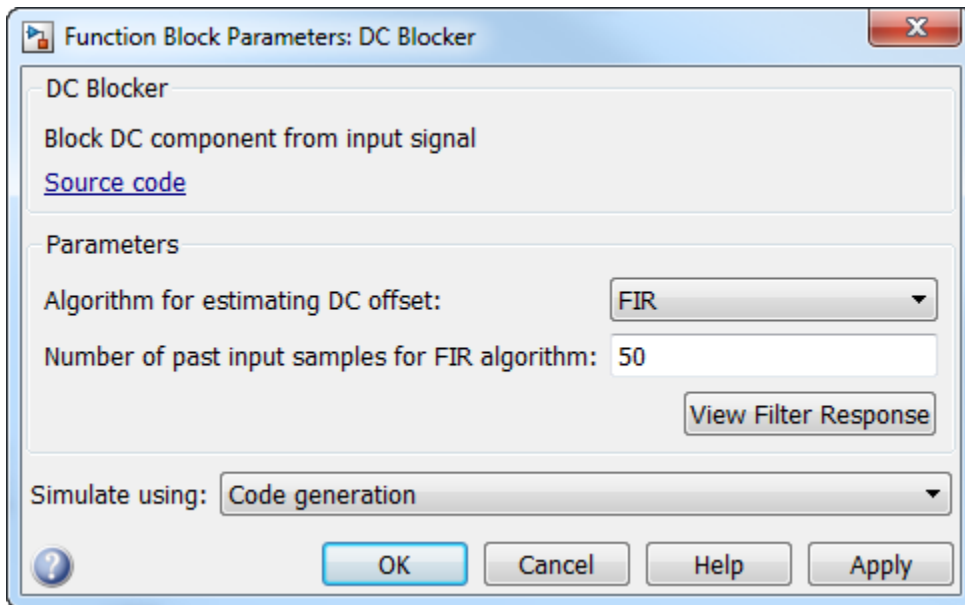 Function Block Parameters: DC Blocker
DC Blocker
Block DC component from input signal
Source code
Parameters
Algorithm for estimating DC offset: FIR
Number of past input samples for FIR algorithm: 50
View Filter Response
Simulate using: Code generation
OK Cancel Help Apply